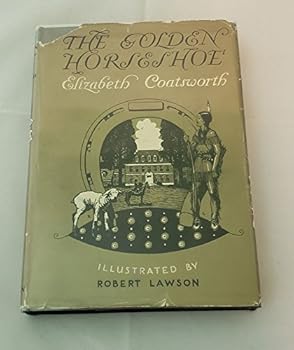 THE GOLDEN
HORSESHOE
Elizabeth Coatsworth
ILLUSTRATED BY
ROBERT LAWSON